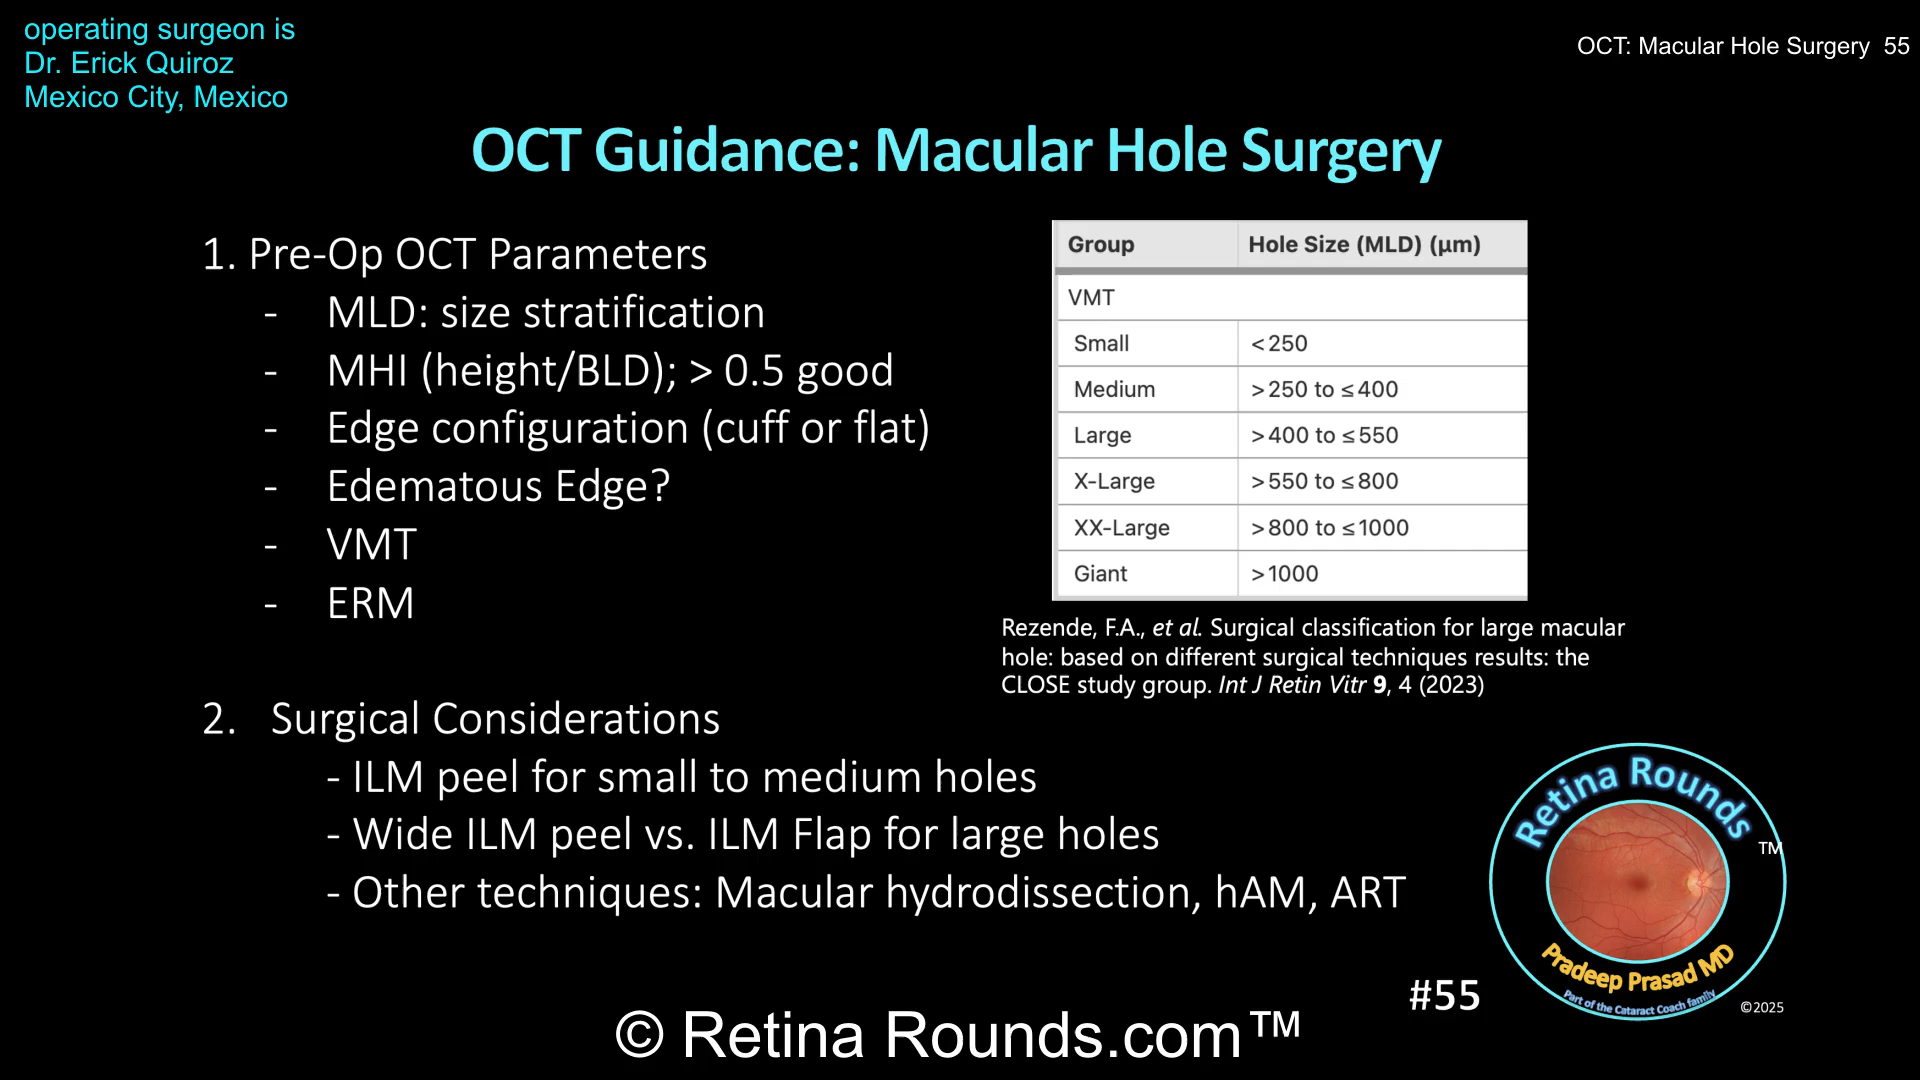 operating surgeon is
Dr. Erick Quiroz
Mexico City, Mexico
OCT: Macular Hole Surgery 55
OCT Guidance: Macular Hole Surgery
1. Pre-Op OCT Parameters
- MLD: size stratification
- MHI (height/BLD); > 0.5 good
- Edge configuration (cuff or flat)
- Edematous Edge?
- VMT
- ERM
Group Hole Size (MLD) (µm)
VMT
Small <250
Medium >250 to ≤400
Large >400 to ≤550
X-Large >550 to ≤800
XX-Large >800 to ≤1000
Giant >1000
Rezende, F.A., et al. Surgical classification for large macular
hole: based on different surgical techniques results: the
CLOSE study group. Int J Retin Vitr 9, 4 (2023)
2. Surgical Considerations
- ILM peel for small to medium holes
- Wide ILM peel vs. ILM Flap for large holes
- Other techniques: Macular hydrodissection, hAM, ART
Retina Rounds
TM
Pradeep Prasad MD
Part of the Cataract Coach family
#55
©2025
© Retina Rounds.com™